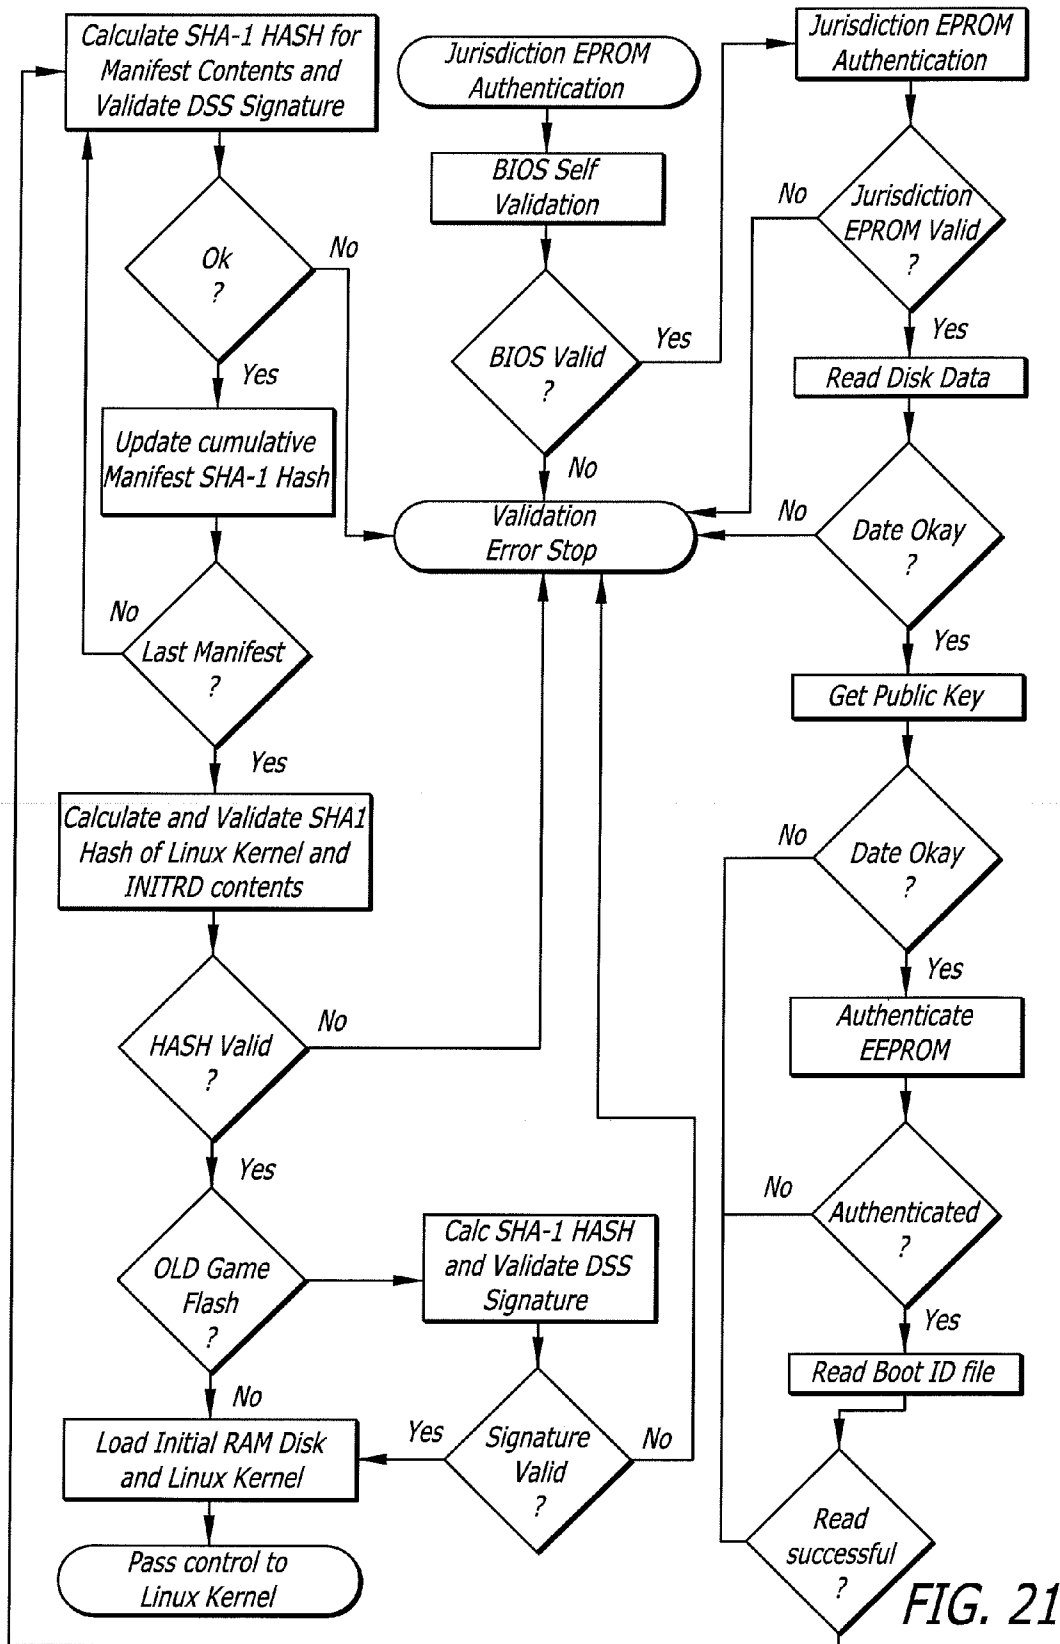 Calculate SHA-1 HASH for
Manifest Contents and
Validate DSS Signature
Ok
?
No
Yes
Update cumulative
Manifest SHA-1 Hash
No
Last Manifest
?
Yes
Calculate and Validate SHA1
Hash of Linux Kernel and
INITRD contents
HASH Valid
?
No
Yes
OLD Game
Flash
?
No
Load Initial RAM Disk
and Linux Kernel
Pass control to
Linux Kernel
Jurisdiction EPROM
Authentication
BIOS Self
Validation
BIOS Valid
?
Yes
No
Validation
Error Stop
Calc SHA-1 HASH
and Validate DSS
Signature
Yes
Signature
Valid
?
No
Jurisdiction EPROM
Authentication
No
Jurisdiction
EPROM Valid
?
Yes
Read Disk Data
No
Date Okay
?
Yes
Get Public Key
No
Date Okay
?
Yes
Authenticate
EEPROM
No
Authenticated
?
Yes
Read Boot ID file
Read
successful
?
FIG. 21